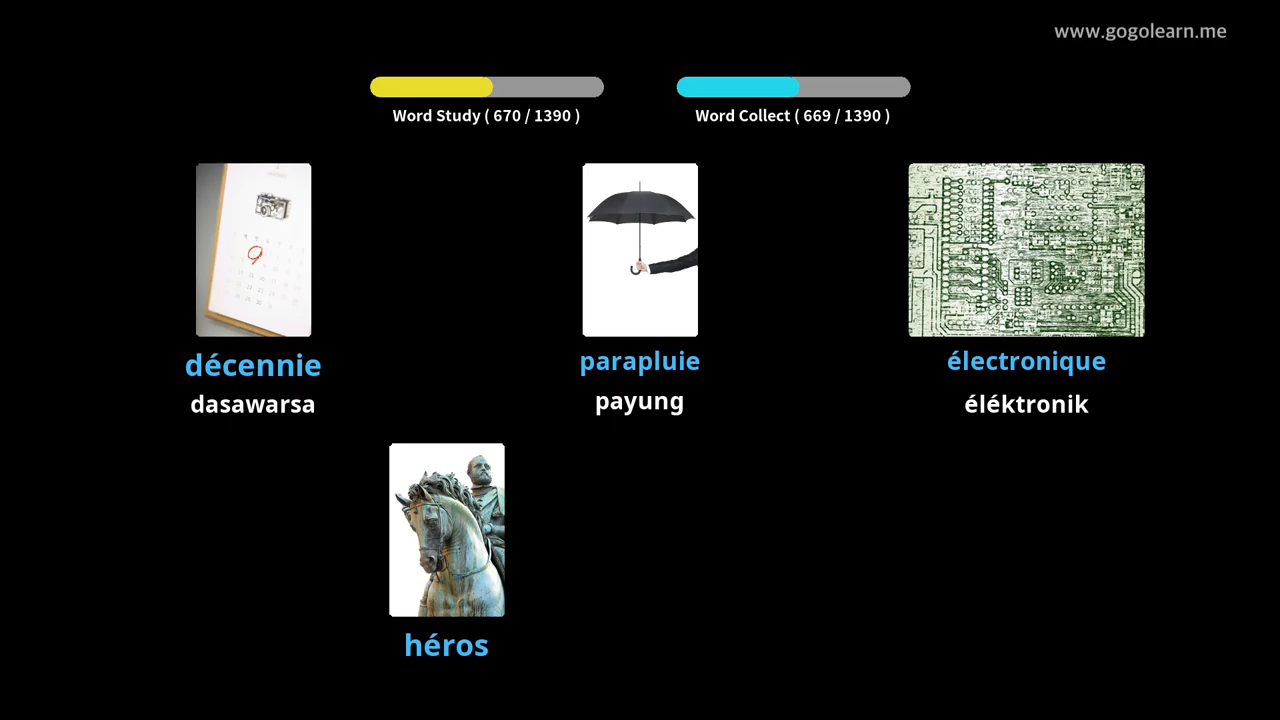 www.gogolearn.me
Word Study ( 670 / 1390 )
Word Collect ( 669 / 1390 )
décennie
dasawarsa
parapluie
payung
électronique
éléktronik
héros